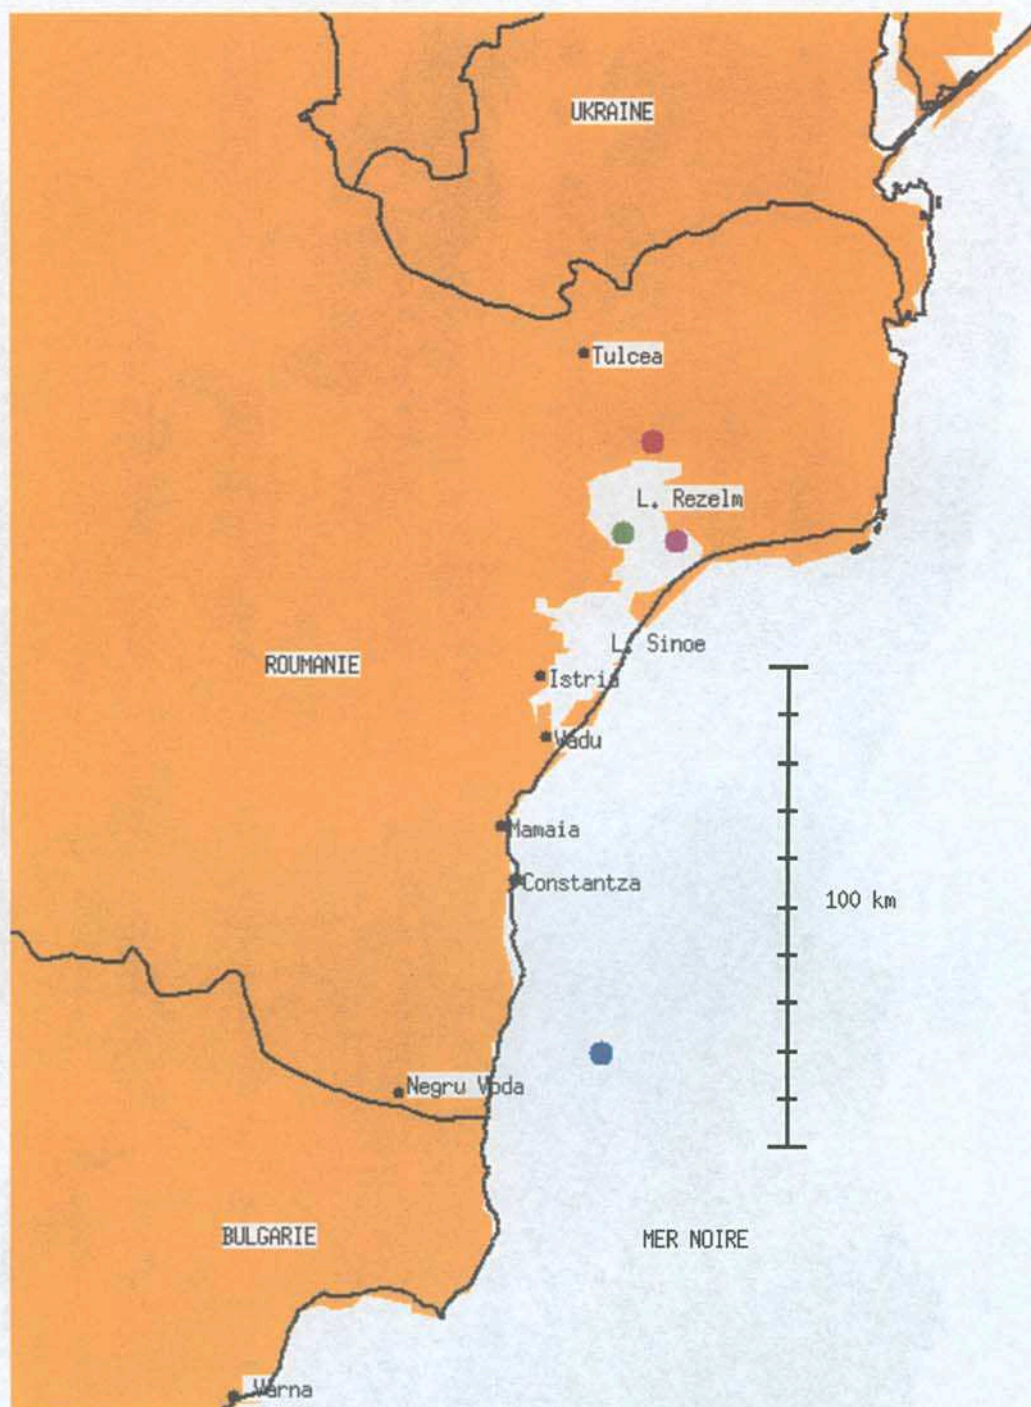 UKRAINE
Tulcea
L. Rezelm
L. Sinoe
ROUMANIE
Istria
Vadu
Mamaia
Constantza
100 km
Negru Voda
BULGARIE
MER NOIRE
Varna